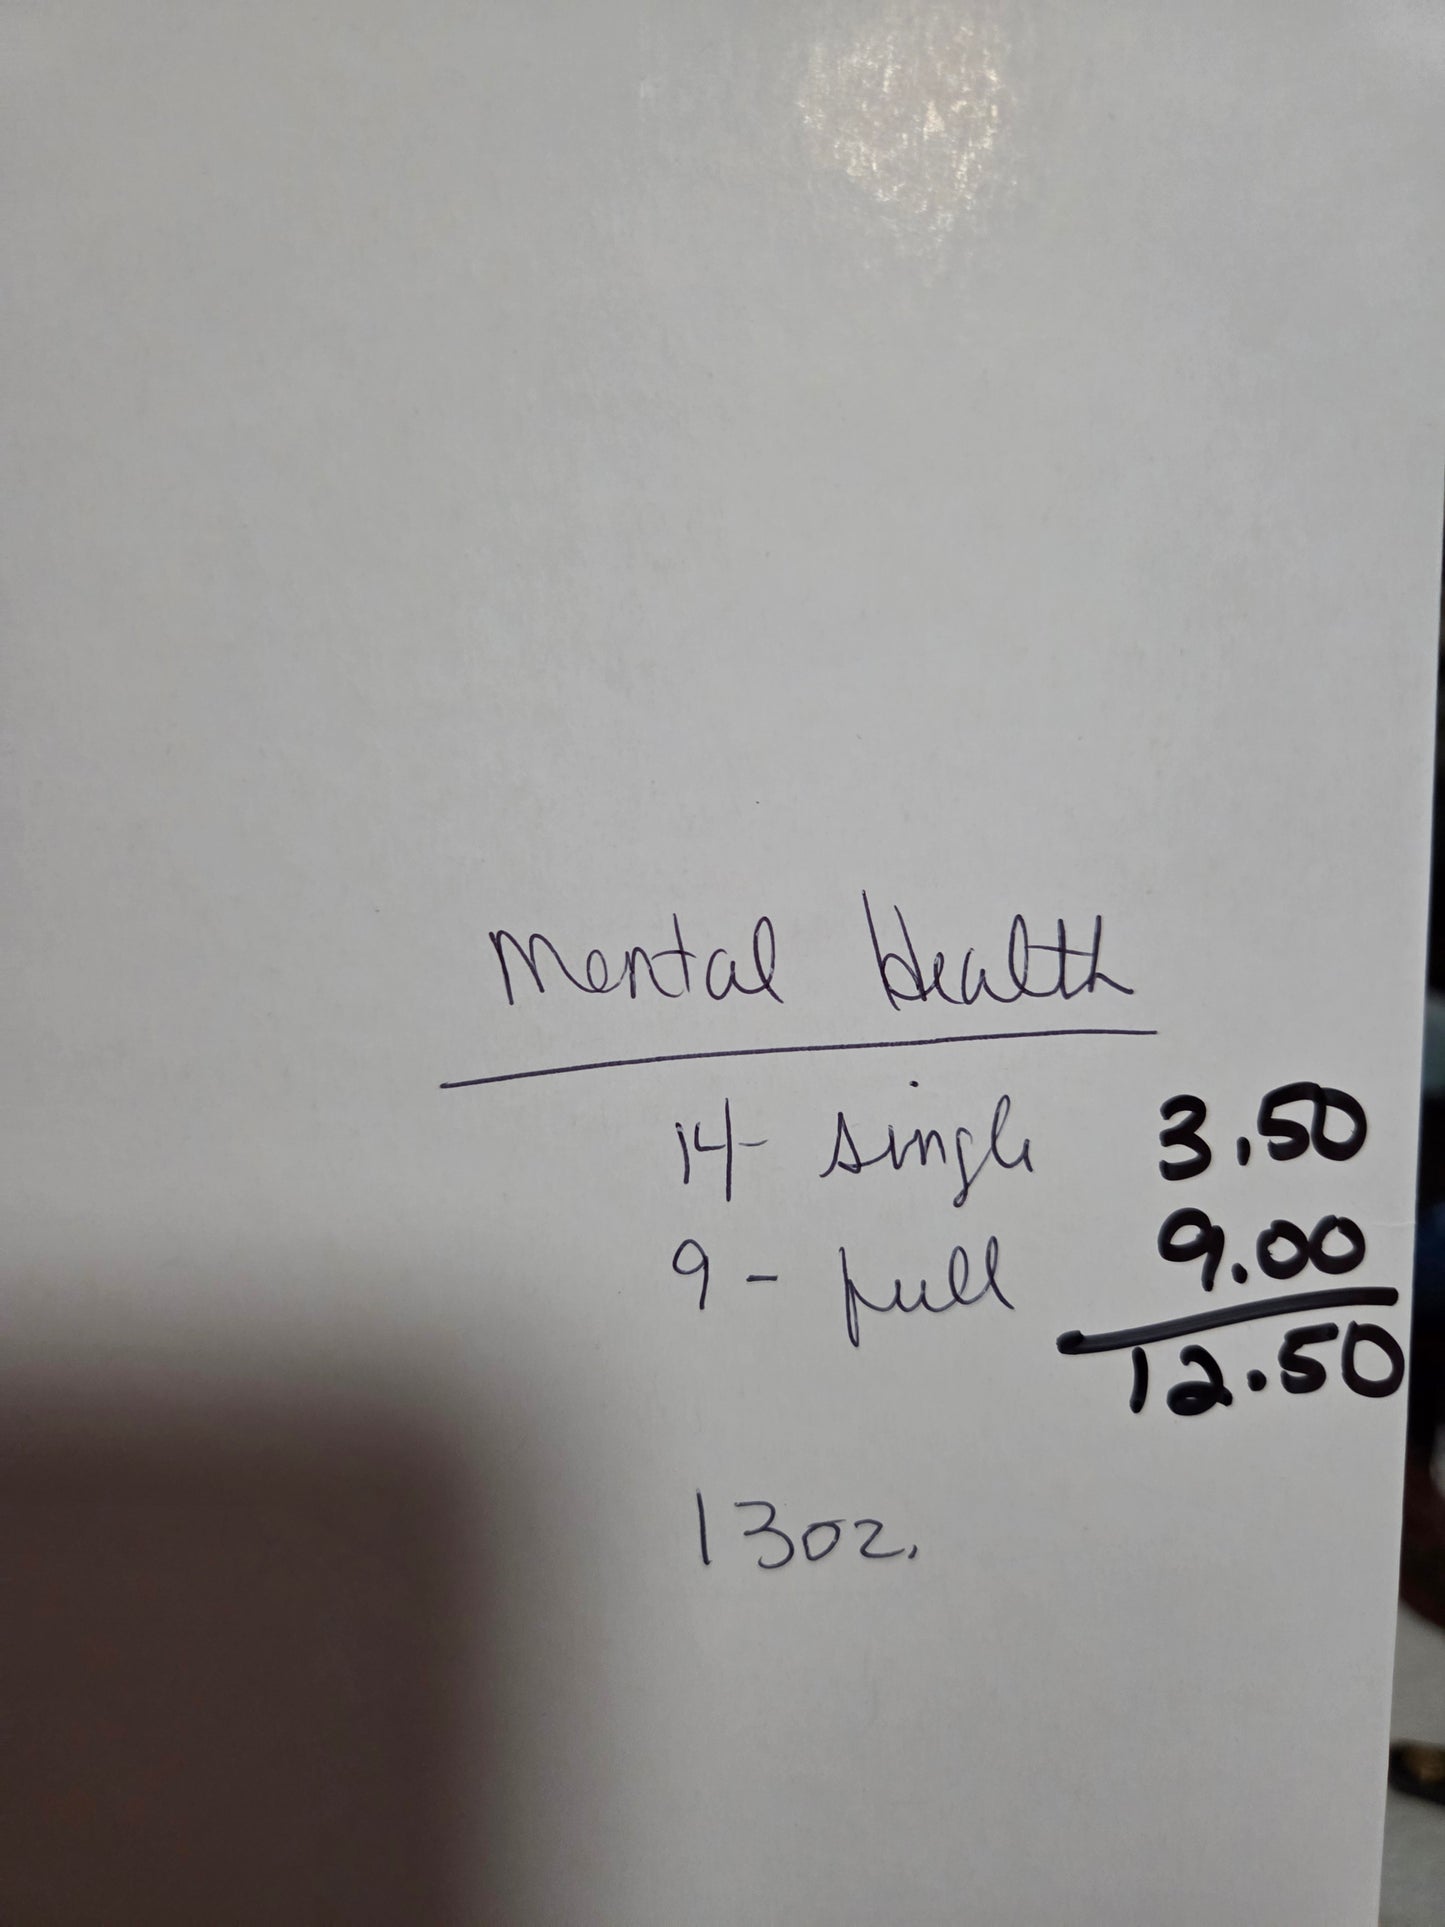 Mental Health
14- single 3.50
9 - full 9.00
12.50
13oz.